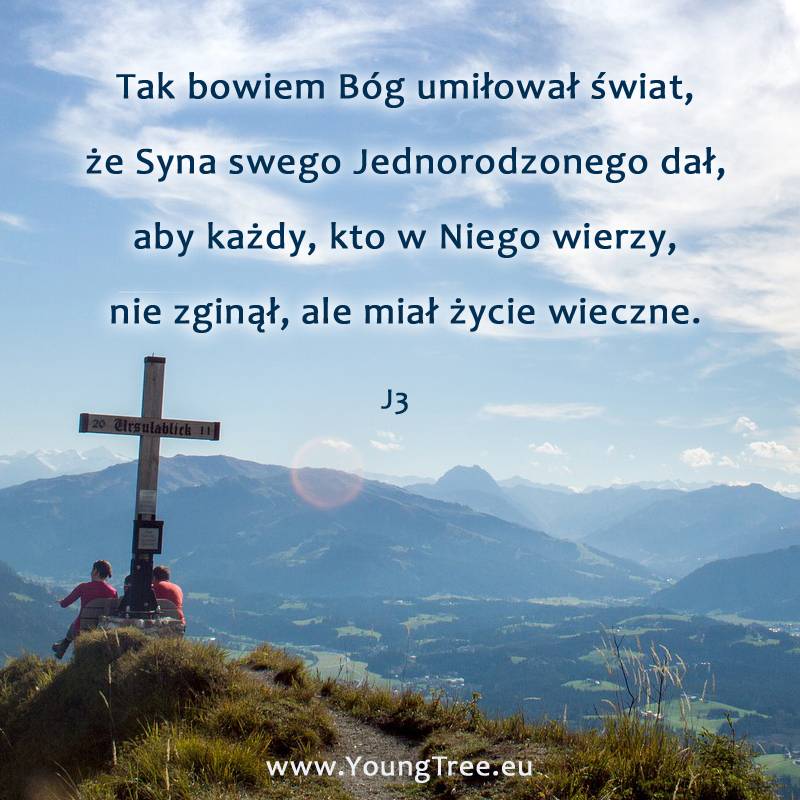 Tak bowiem Bóg umiłował świat,
że Syna swego Jednorodzonego dał,
aby każdy, kto w Niego wierzy,
nie zginął, ale miał życie wieczne.
J3
20 Ursulablick 11
www.YoungTree.eu